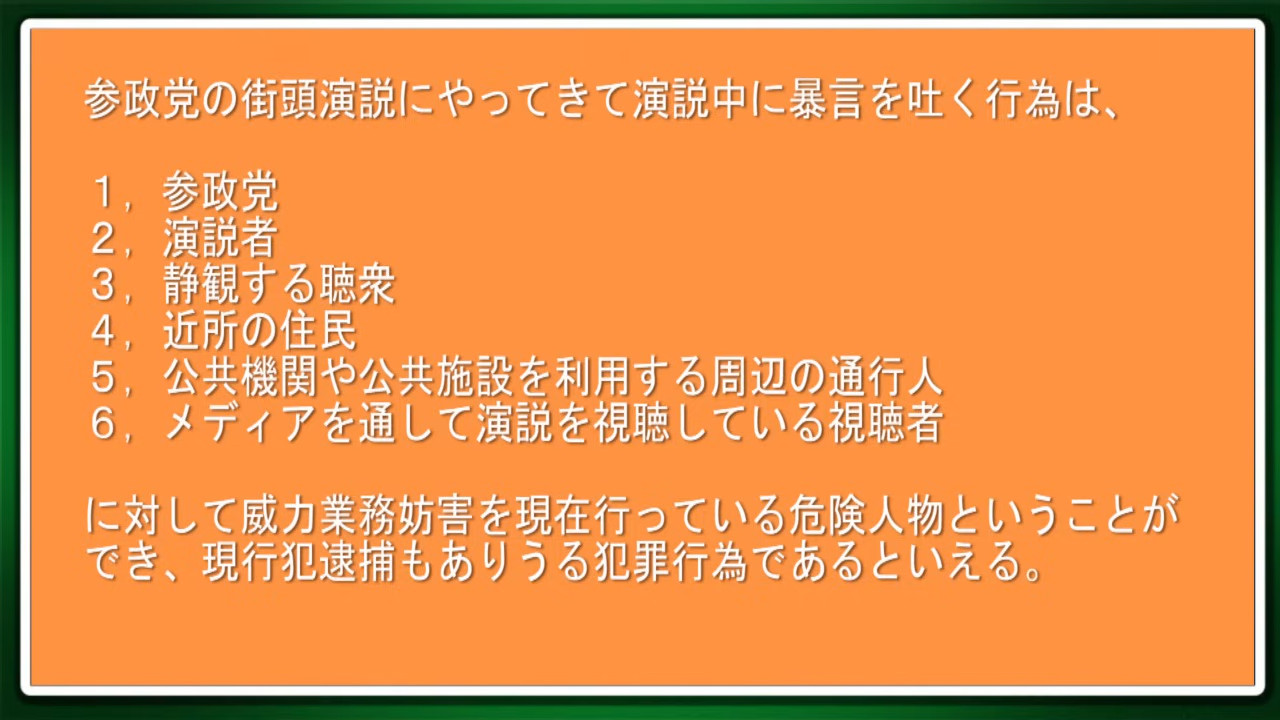 参政党の街頭演説にやってきて演説中に暴言を吐く行為は、
１，参政党
２，演説者
３，静観する聴衆
４，近所の住民
５，公共機関や公共施設を利用する周辺の通行人
６，メディアを通して演説を視聴している視聴者
に対して威力業務妨害を現在行っている危険人物ということが
でき、現行犯逮捕もありうる犯罪行為であるといえる。